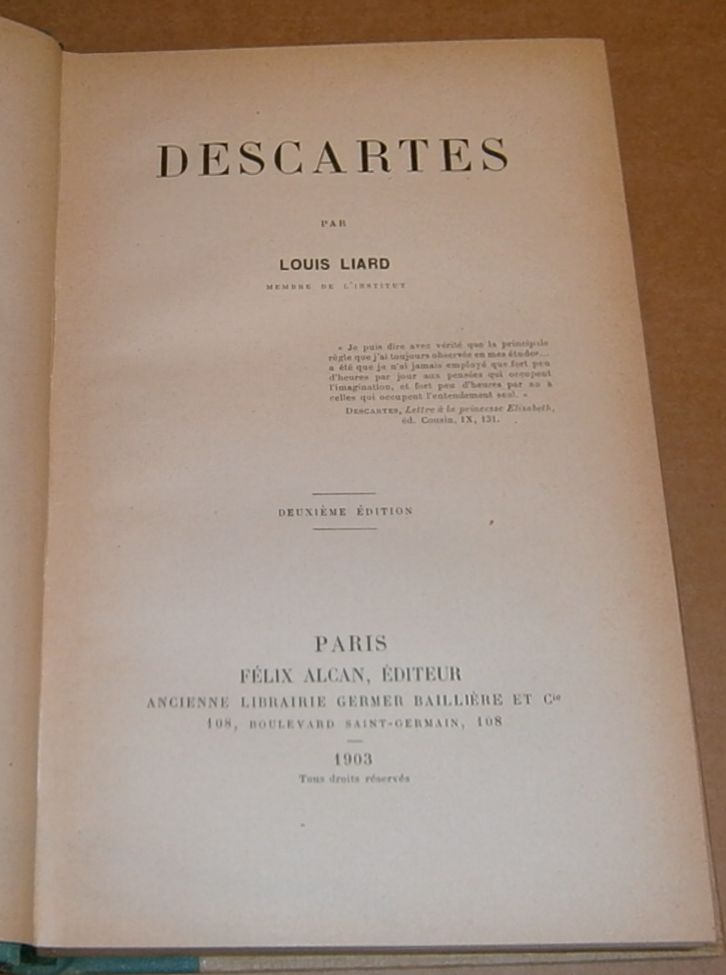 DESCARTES
PAR
LOUIS LIARD
MEMBRE DE L'INSTITUT
« Je puis dire avec vérité que la principale
règle que j'ai toujours observée en mes études...
a été que je n'ai jamais employé que fort peu
d'heures par jour aux pensées qui occupent
l'imagination, et fort peu d'heures par an à
celles qui occupent l'entendement seul. »
DESCARTES, Lettre à la princesse Elisabeth,
éd. Cousin, IX, 131.
DEUXIÈME ÉDITION
PARIS
FÉLIX ALCAN, ÉDITEUR
ANCIENNE LIBRAIRIE GERMER BAILLIÈRE ET Cie
108, BOULEVARD SAINT-GERMAIN, 108
1903
Tous droits réservés